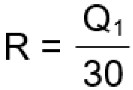 R = Q₁/30